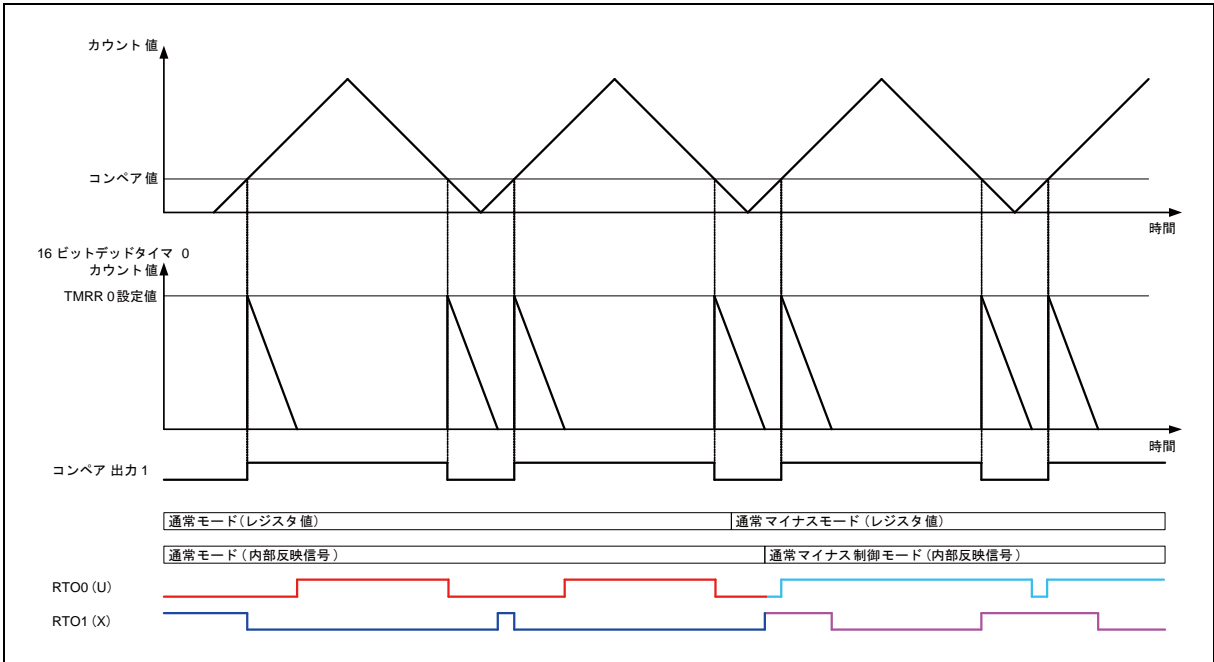 カウント値
コンペア値
時間
16 ビットデッドタイマ 0
カウント値
TMRR 0設定値
時間
コンペア 出力 1
通常モード(レジスタ値)
通常マイナスモード(レジスタ値)
通常モード(内部反映信号)
通常マイナス制御モード(内部反映信号)
RTO0 (U)
RTO1 (X)